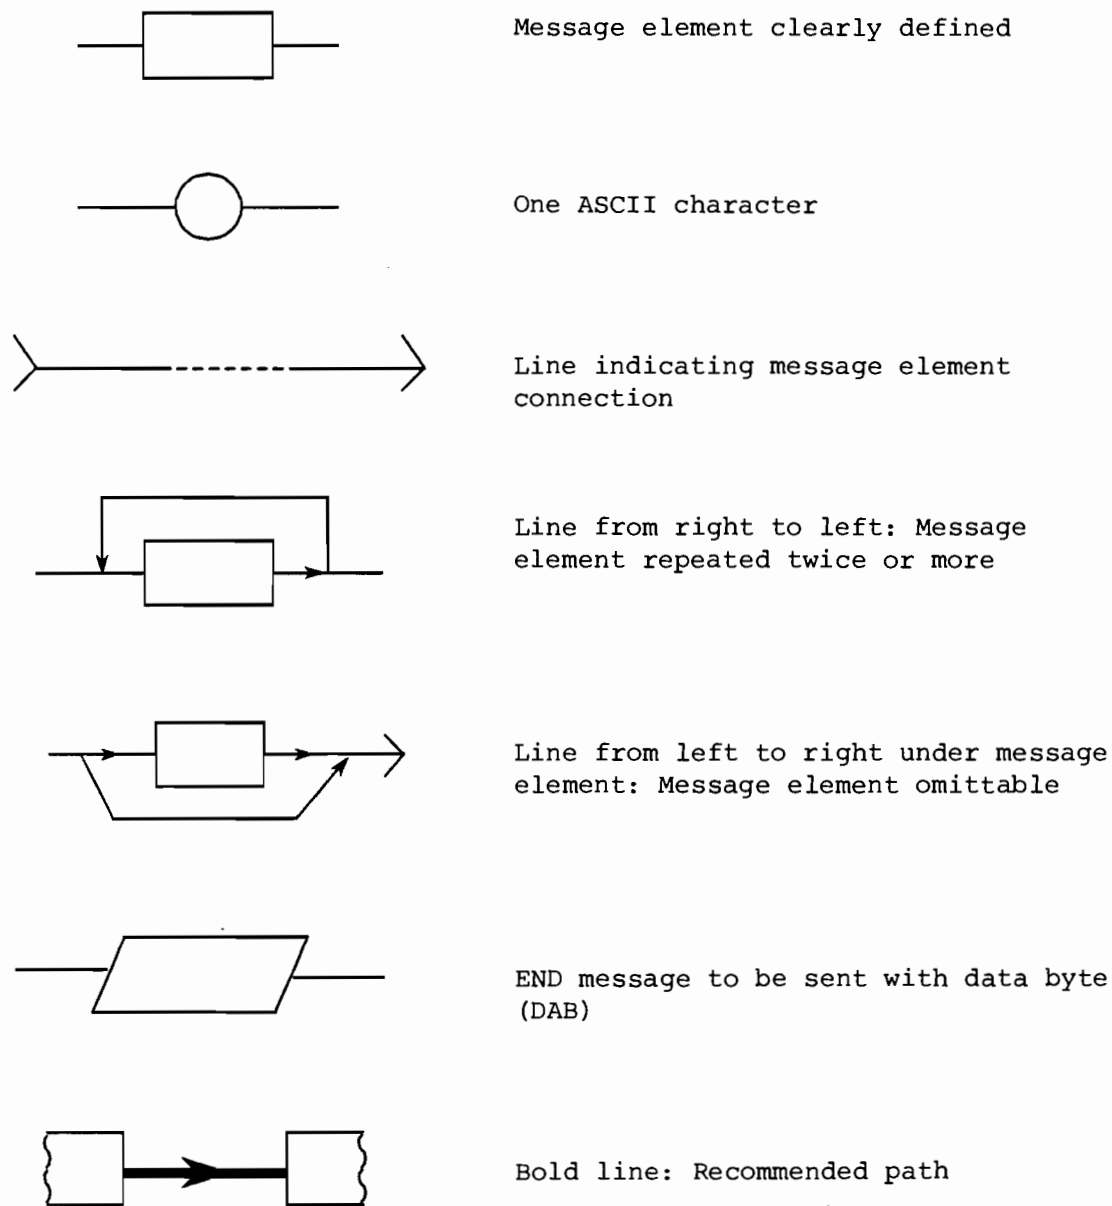 Message element clearly defined
One ASCII character
Line indicating message element
connection
Line from right to left: Message
element repeated twice or more
Line from left to right under message
element: Message element omittable
END message to be sent with data byte
(DAB)
Bold line: Recommended path